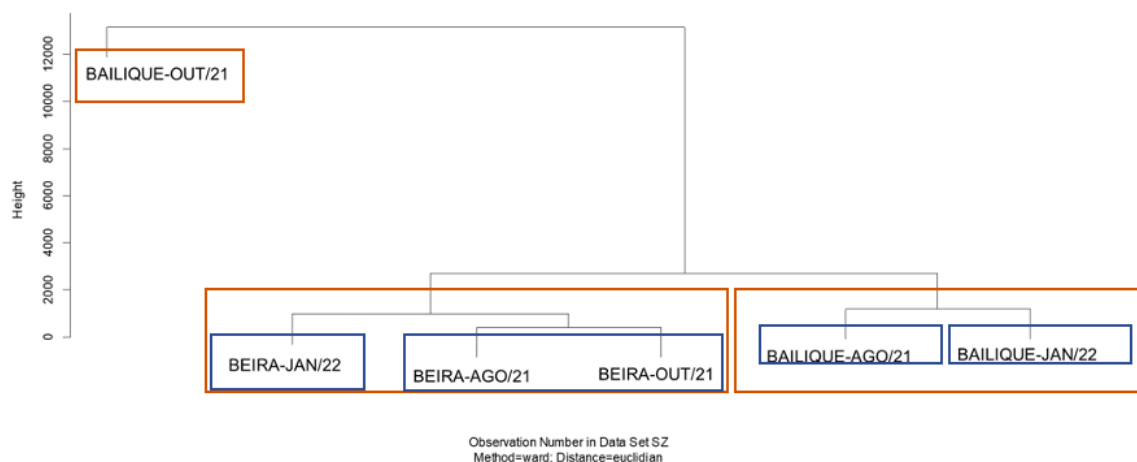 Height
12000
10000
8000
6000
4000
2000
0
BAILIQUE-OUT/21
BEIRA-JAN/22
BEIRA-AGO/21
BEIRA-OUT/21
BAILIQUE-AGO/21
BAILIQUE-JAN/22
Observation Number in Data Set SZ
Method=ward; Distance=euclidian